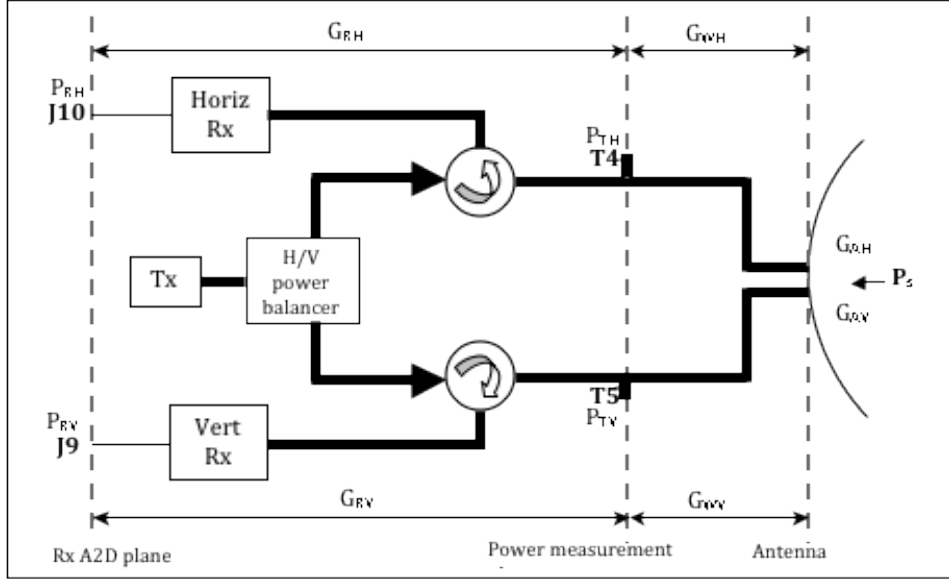 G_RH
G_WH
P_RH
J10
Horiz
Rx
P_TH
T4
Tx
H/V
power
balancer
G_AH
P_s
G_AV
T5
P_TV
P_RV
J9
Vert
Rx
G_RV
G_WV
Rx A2D plane
Power measurement
Antenna